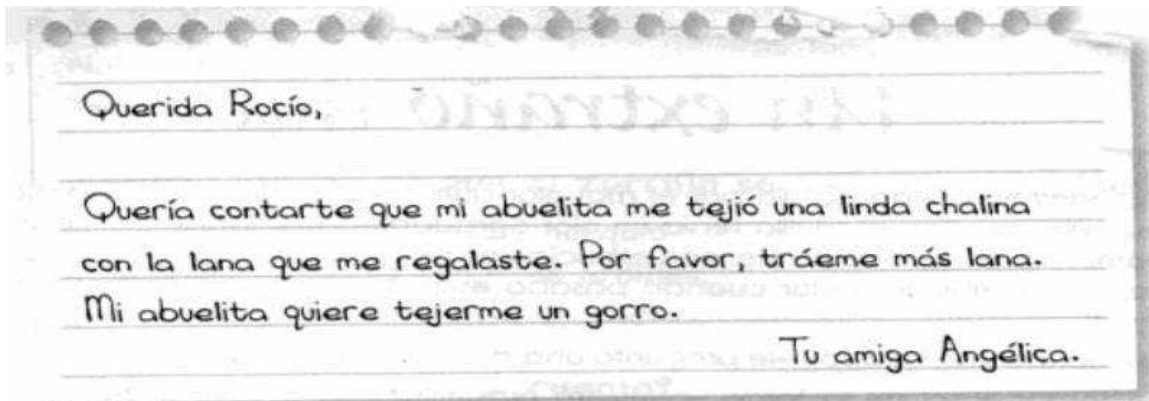 Querida Rocío,
Quería contarte que mi abuelita me tejió una linda chalina
con la lana que me regalaste. Por favor, tráeme más lana.
Mi abuelita quiere tejerme un gorro.
Tu amiga Angélica.